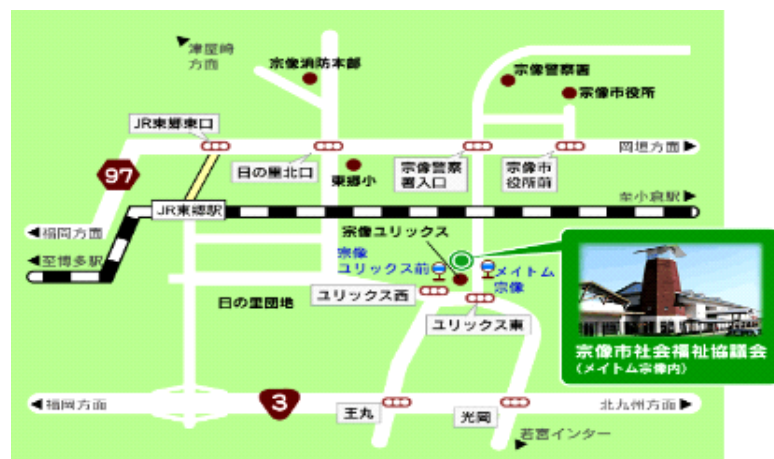 津屋崎
方面
宗像消防本部
宗像警察署
宗像市役所
JR東郷東口
97
日の里北口
東郷小
宗像警察
署入口
宗像市
役所前
岡垣方面▶
JR東郷駅
至小倉駅▶
◀福岡方面
◀至博多駅
宗像ユリックス
宗像
ユリックス前
メイトム
宗像
日の里団地
ユリックス西
ユリックス東
宗像市社会福祉協議会
(メイトム宗像内)
◀福岡方面
3
王丸
光岡
北九州方面▶
若宮インター